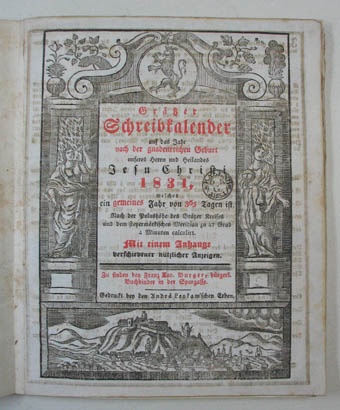 Grätzer
Schreibkalender
auf das Jahr
nach der gnadenreichen Geburt
unseres Herrn und Heilandes
Jesu Christi
1831,
welches
ein gemeines Jahr von 365 Tagen ist.
Nach der Polushöhe des Grätzer Kreises
und dem steyermärkischen Meridian zu 47 Grad
4 Minuten calculirt.
Mit einem Anhange
verschiedener nützlicher Anzeigen.
Zu finden bey Franz Xav. Burger, bürgerl.
Buchbinder in der Sporgasse.
Gedruckt bey den Andrä Leykam'schen Erben.